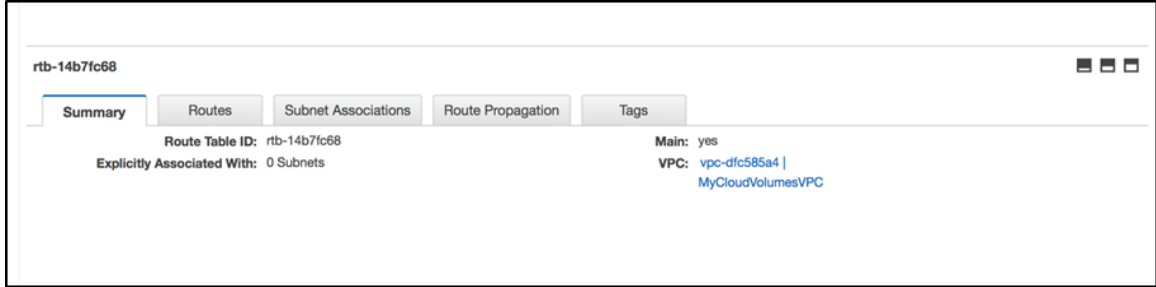 rtb-14b7fc68
Summary Routes Subnet Associations Route Propagation Tags
Route Table ID: rtb-14b7fc68 Main: yes
Explicitly Associated With: 0 Subnets VPC: vpc-dfc585a4 |
MyCloudVolumesVPC